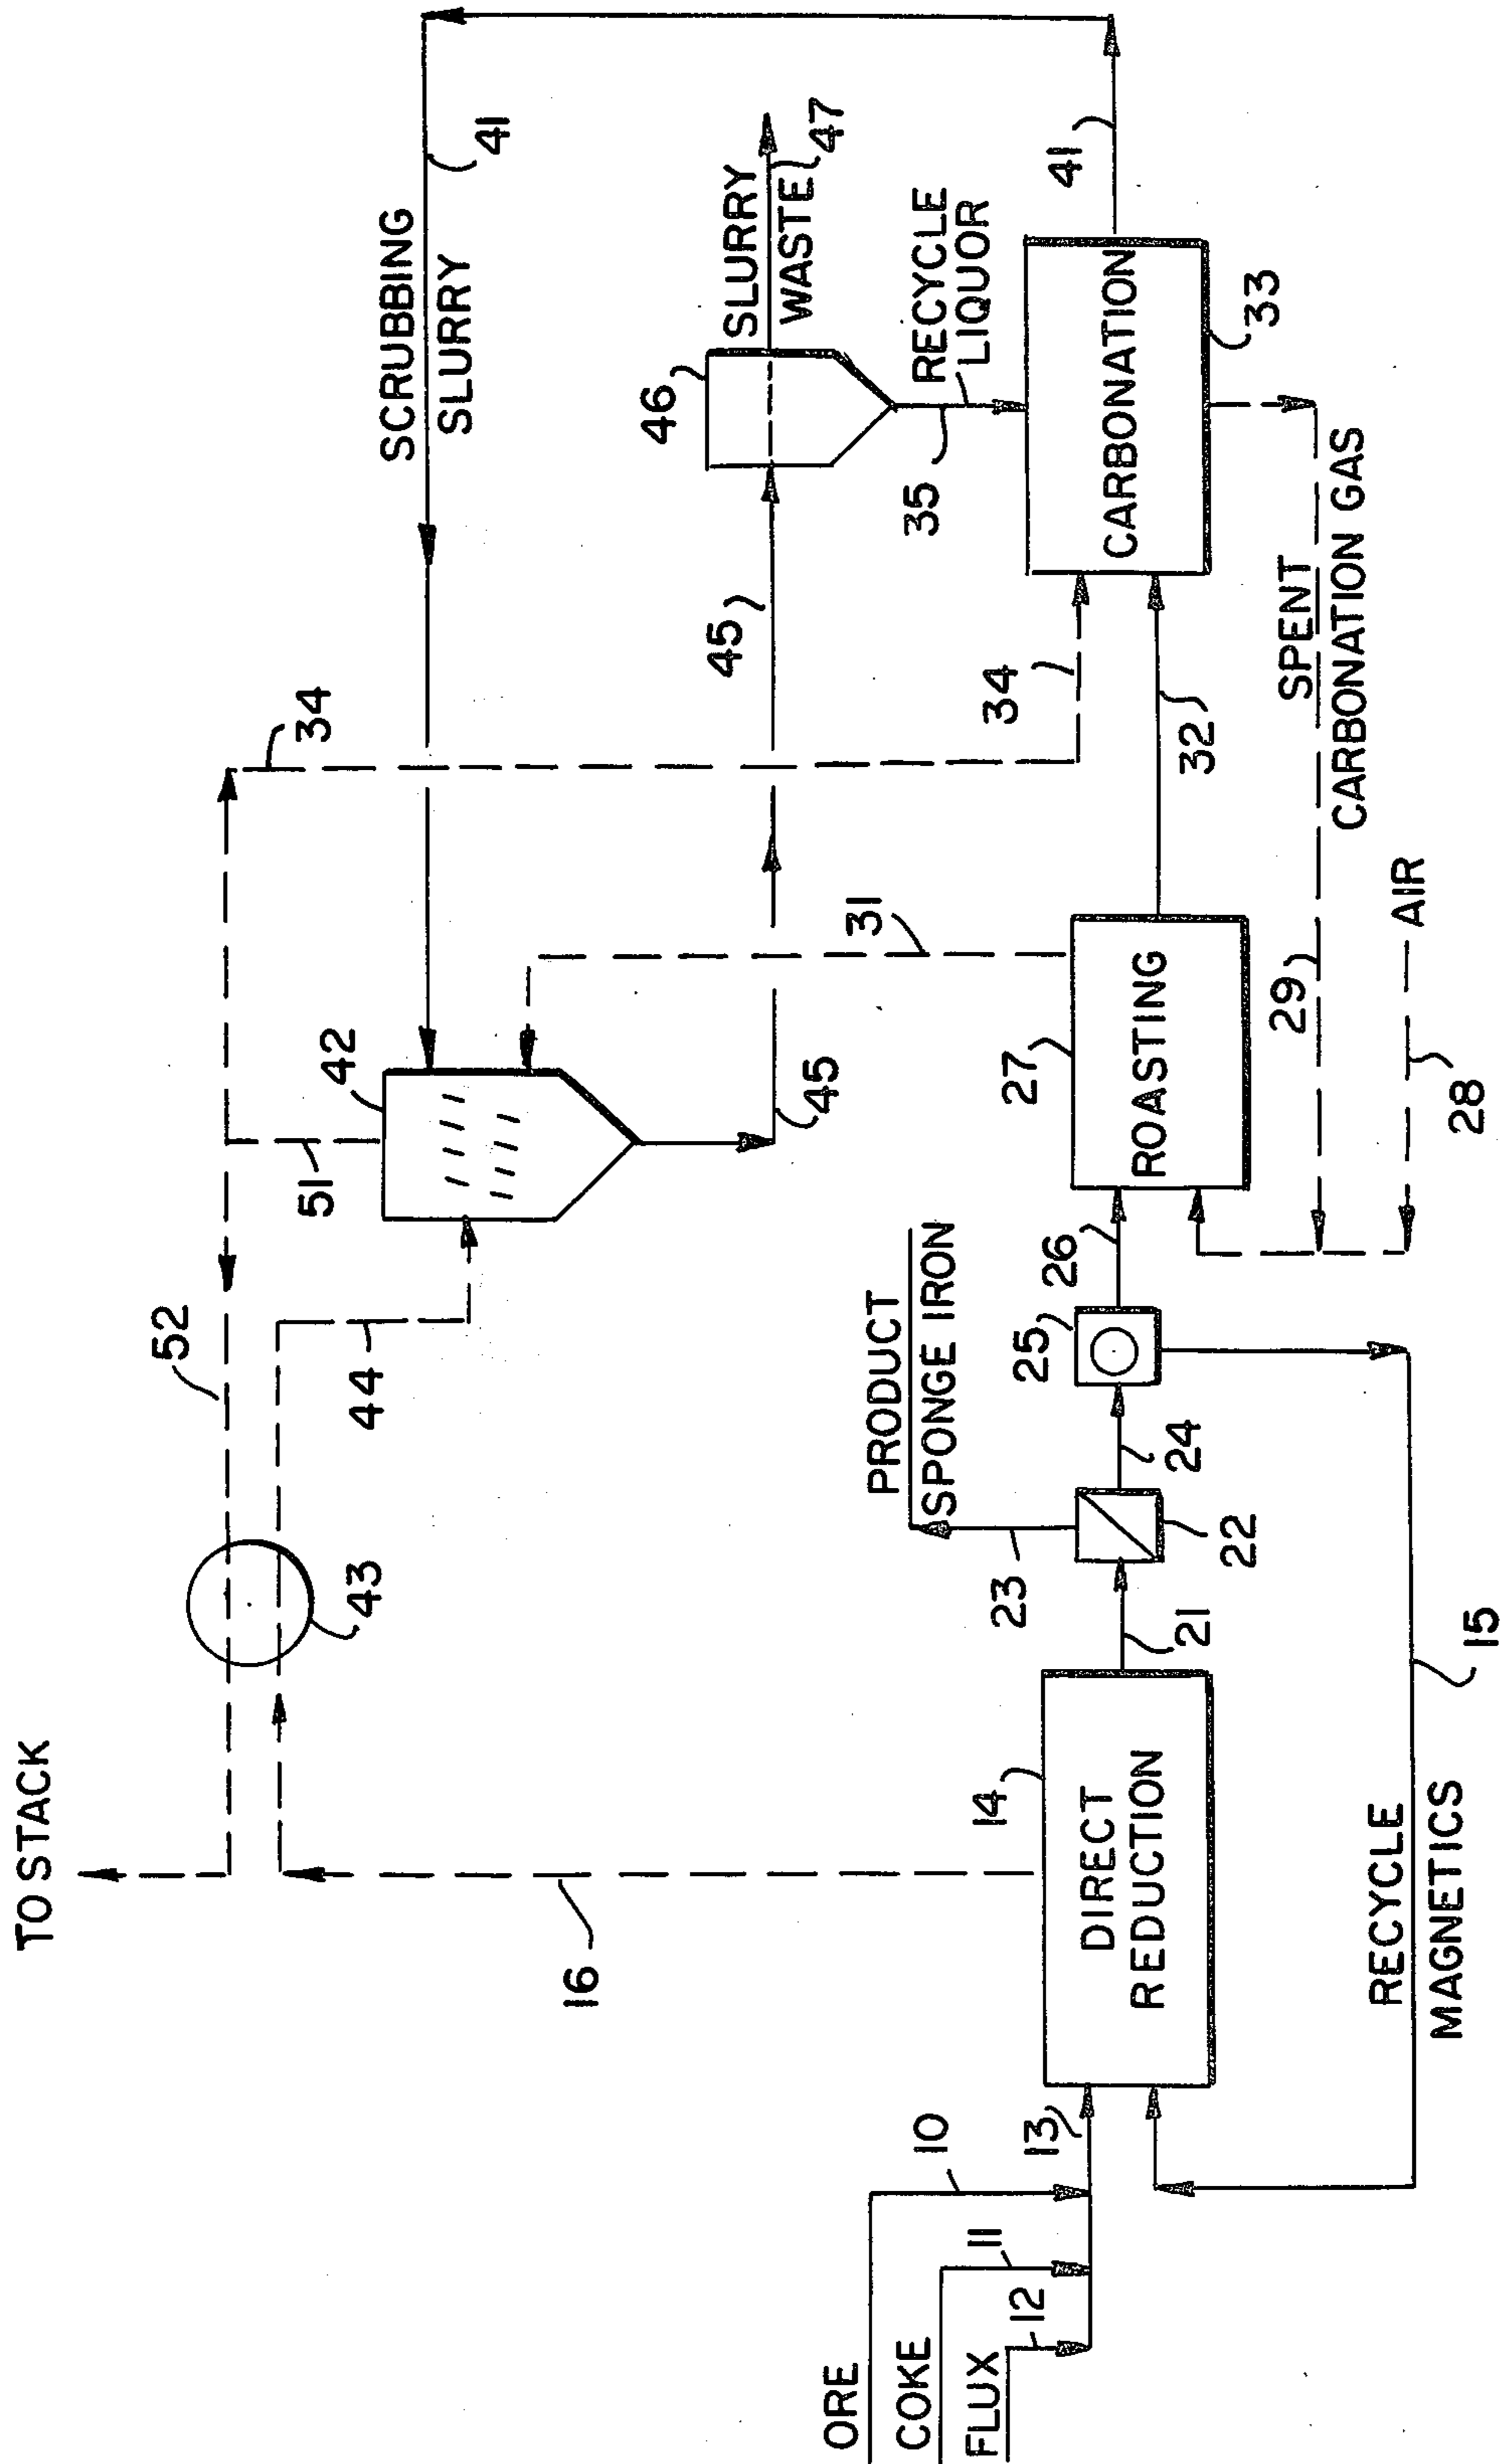 TO STACK
52
34
SCRUBBING
SLURRY
41
51
42
44
43
16
31
45
45
46
SLURRY
WASTE
47
35
RECYCLE
LIQUOR
34
41
PRODUCT
SPONGE IRON
ORE
COKE
FLUX
10
11
12
13
14
DIRECT
REDUCTION
21
23
22
24
25
26
27
ROASTING
32
CARBONATION
33
SPENT
CARBONATION GAS
29
AIR
28
RECYCLE
MAGNETICS
15